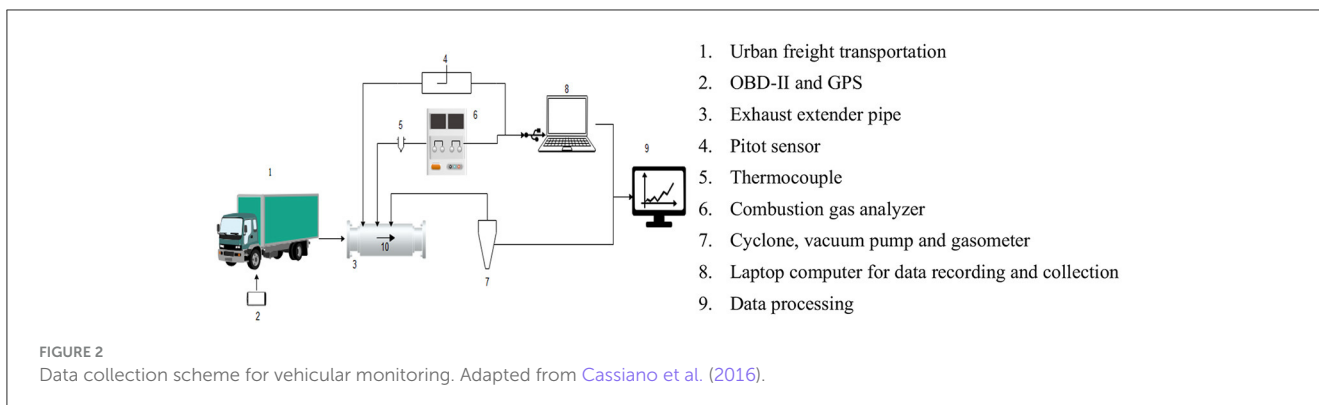 4
8
6
5
9
1
10
3
7
2
1. Urban freight transportation
2. OBD-II and GPS
3. Exhaust extender pipe
4. Pitot sensor
5. Thermocouple
6. Combustion gas analyzer
7. Cyclone, vacuum pump and gasometer
8. Laptop computer for data recording and collection
9. Data processing
FIGURE 2
Data collection scheme for vehicular monitoring. Adapted from Cassiano et al. (2016).